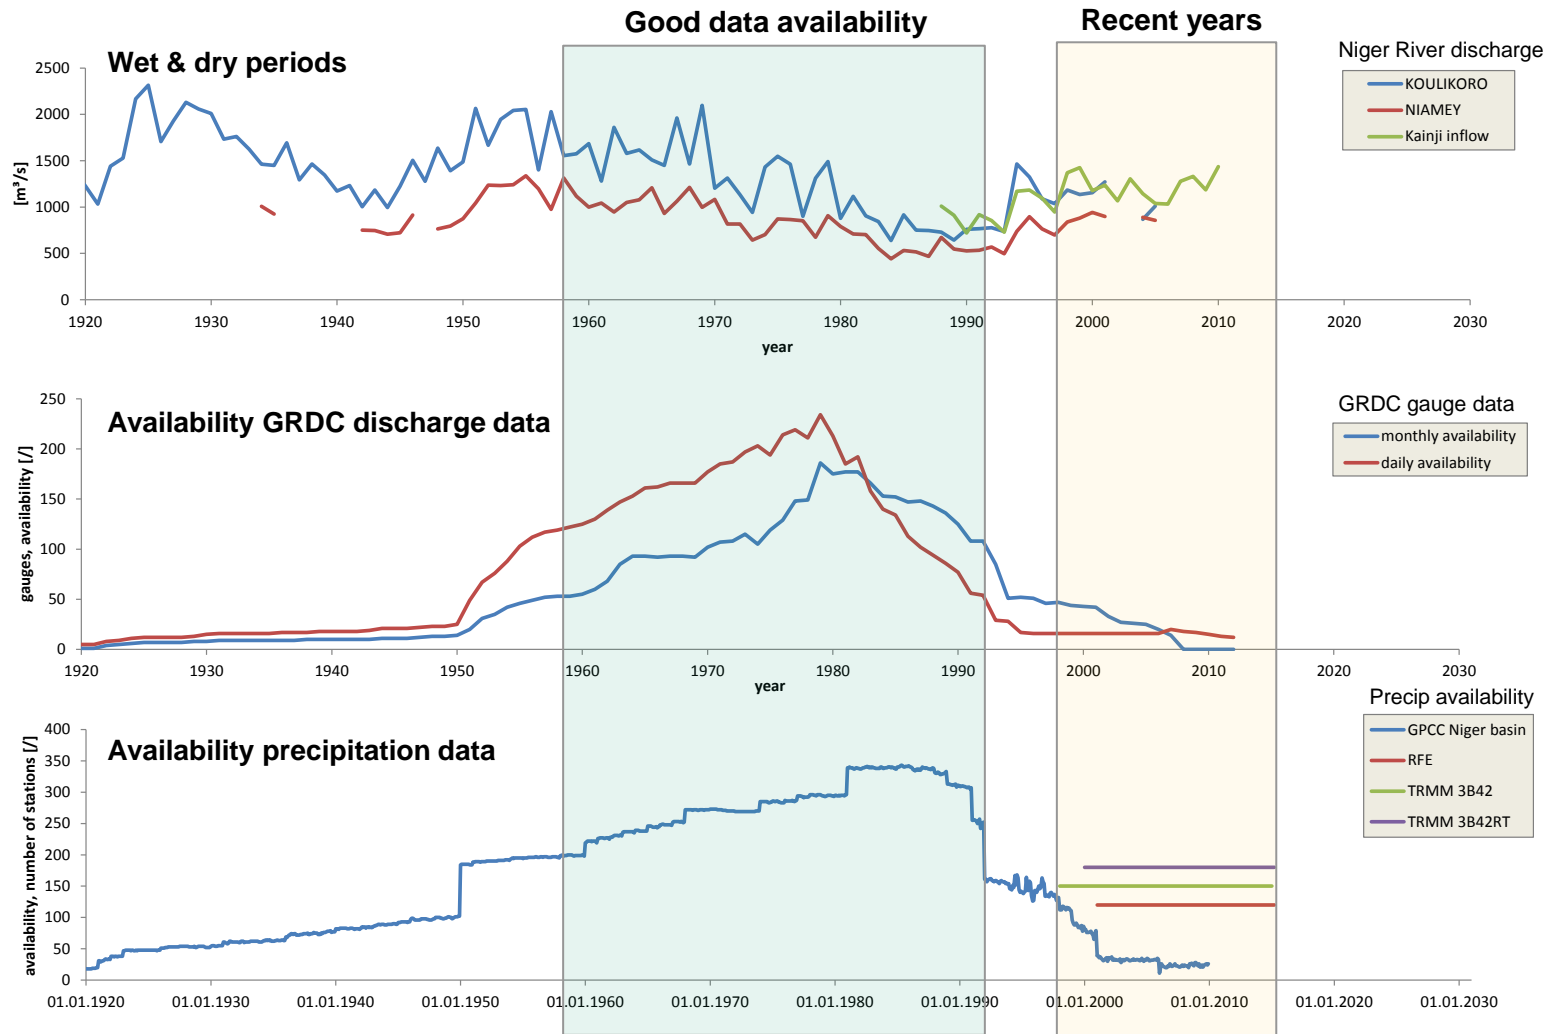 Good data availability
Recent years
Wet & dry periods
Niger River discharge
KOULIKORO
NIAMEY
Kainji inflow
[m³/s]
2500
2000
1500
1000
500
0
1920 1930 1940 1950 1960 1970 1980 1990 2000 2010 2020 2030
year
Availability GRDC discharge data
GRDC gauge data
monthly availability
daily availability
gauges, availability [/]
250
200
150
100
50
0
1920 1930 1940 1950 1960 1970 1980 1990 2000 2010 2020 2030
year
Availability precipitation data
Precip availability
GPCC Niger basin
RFE
TRMM 3B42
TRMM 3B42RT
availability, number of stations [/]
400
350
300
250
200
150
100
50
0
01.01.1920 01.01.1930 01.01.1940 01.01.1950 01.01.1960 01.01.1970 01.01.1980 01.01.1990 01.01.2000 01.01.2010 01.01.2020 01.01.2030